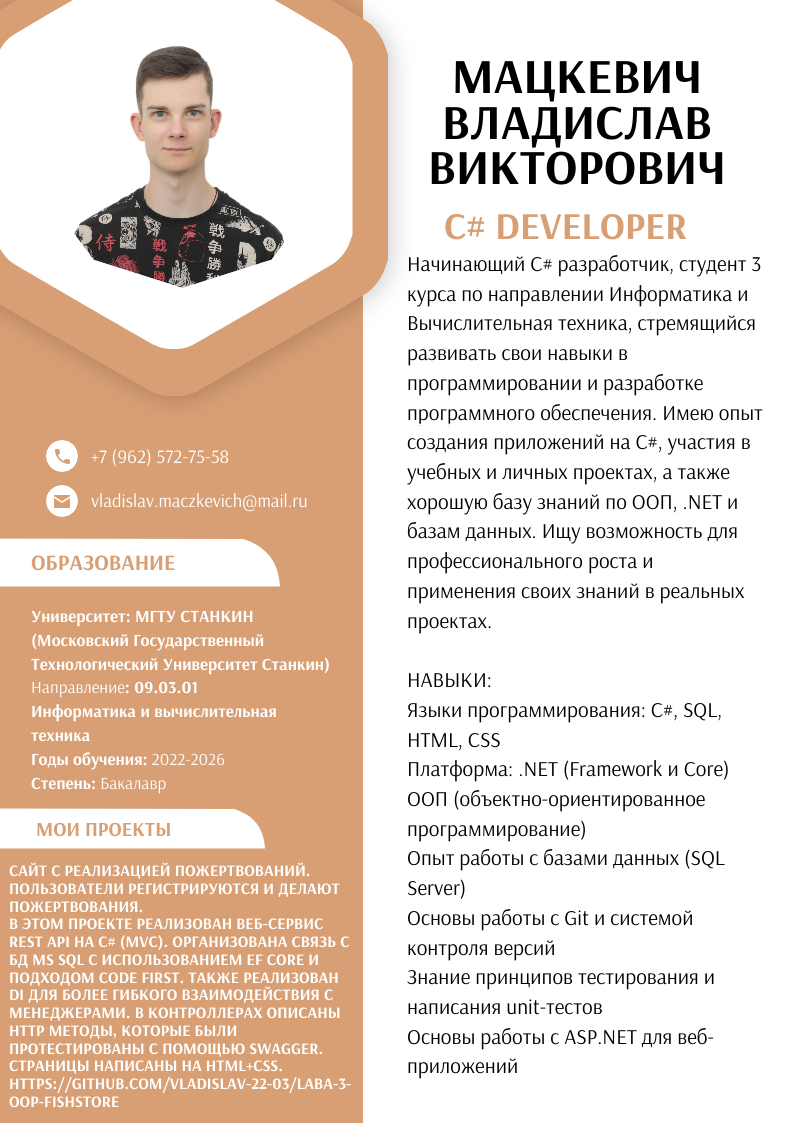 МАЦКЕВИЧ
ВЛАДИСЛАВ
ВИКТОРОВИЧ
C# DEVELOPER
Начинающий C# разработчик, студент 3
курса по направлении Информатика и
Вычислительная техника, стремящийся
развивать свои навыки в
программировании и разработке
программного обеспечения. Имею опыт
создания приложений на C#, участия в
учебных и личных проектах, а также
хорошую базу знаний по ООП, .NET и
базам данных. Ищу возможность для
профессионального роста и
применения своих знаний в реальных
проектах.
НАВЫКИ:
Языки программирования: C#, SQL,
HTML, CSS
Платформа: .NET (Framework и Core)
ООП (объектно-ориентированное
программирование)
Опыт работы с базами данных (SQL
Server)
Основы работы с Git и системой
контроля версий
Знание принципов тестирования и
написания unit-тестов
Основы работы с ASP.NET для веб-
приложений
+7 (962) 572-75-58
vladislav.maczkevich@mail.ru
ОБРАЗОВАНИЕ
Университет: МГТУ СТАНКИН
(Московский Государственный
Технологический Университет Станкин)
Направление: 09.03.01
Информатика и вычислительная
техника
Годы обучения: 2022-2026
Степень: Бакалавр
МОИ ПРОЕКТЫ
САЙТ С РЕАЛИЗАЦИЕЙ ПОЖЕРТВОВАНИЙ.
ПОЛЬЗОВАТЕЛИ РЕГИСТРИРУЮТСЯ И ДЕЛАЮТ
ПОЖЕРТВОВАНИЯ.
В ЭТОМ ПРОЕКТЕ РЕАЛИЗОВАН ВЕБ-СЕРВИС
REST API НА C# (MVC). ОРГАНИЗОВАНА СВЯЗЬ С
БД MS SQL С ИСПОЛЬЗОВАНИЕМ EF CORE И
ПОДХОДОМ CODE FIRST. ТАКЖЕ РЕАЛИЗОВАН
DI ДЛЯ БОЛЕЕ ГИБКОГО ВЗАИМОДЕЙСТВИЯ С
МЕНЕДЖЕРАМИ. В КОНТРОЛЛЕРАХ ОПИСАНЫ
HTTP МЕТОДЫ, КОТОРЫЕ БЫЛИ
ПРОТЕСТИРОВАНЫ С ПОМОЩЬЮ SWAGGER.
СТРАНИЦЫ НАПИСАНЫ НА HTML+CSS.
HTTPS://GITHUB.COM/VLADISLAV-22-03/LABA-3-
OOP-FISHSTORE